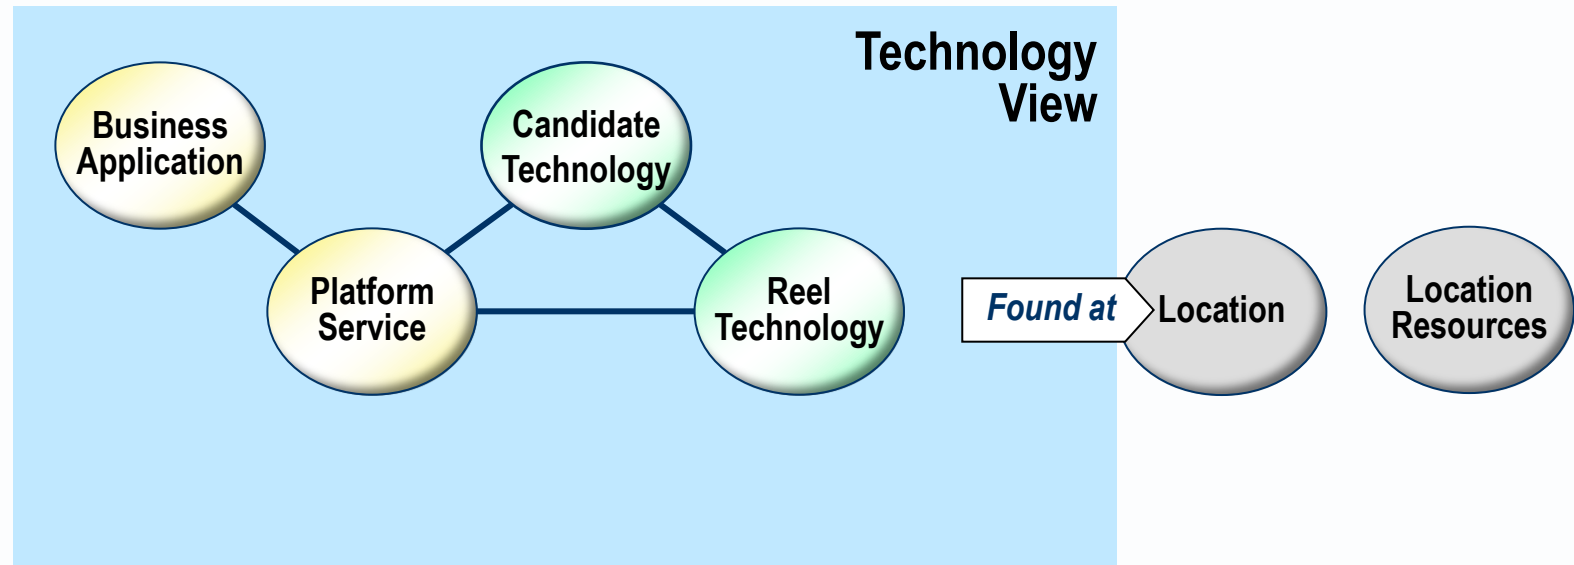 Technology
View
Business
Application
Candidate
Technology
Platform
Service
Reel
Technology
Found at
Location
Location
Resources